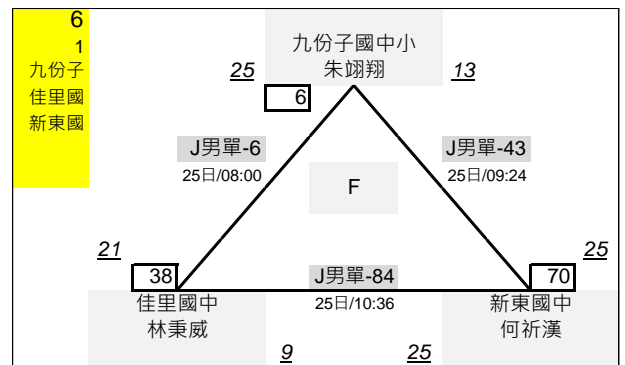 6
1
九份子
佳里國
新東國
九份子國中小
朱翊翔
25
13
6
J男單-6
25日/08:00
J男單-43
25日/09:24
F
21
25
38
J男單-84
70
佳里國中
林秉威
25日/10:36
新東國中
何祈漢
9
25